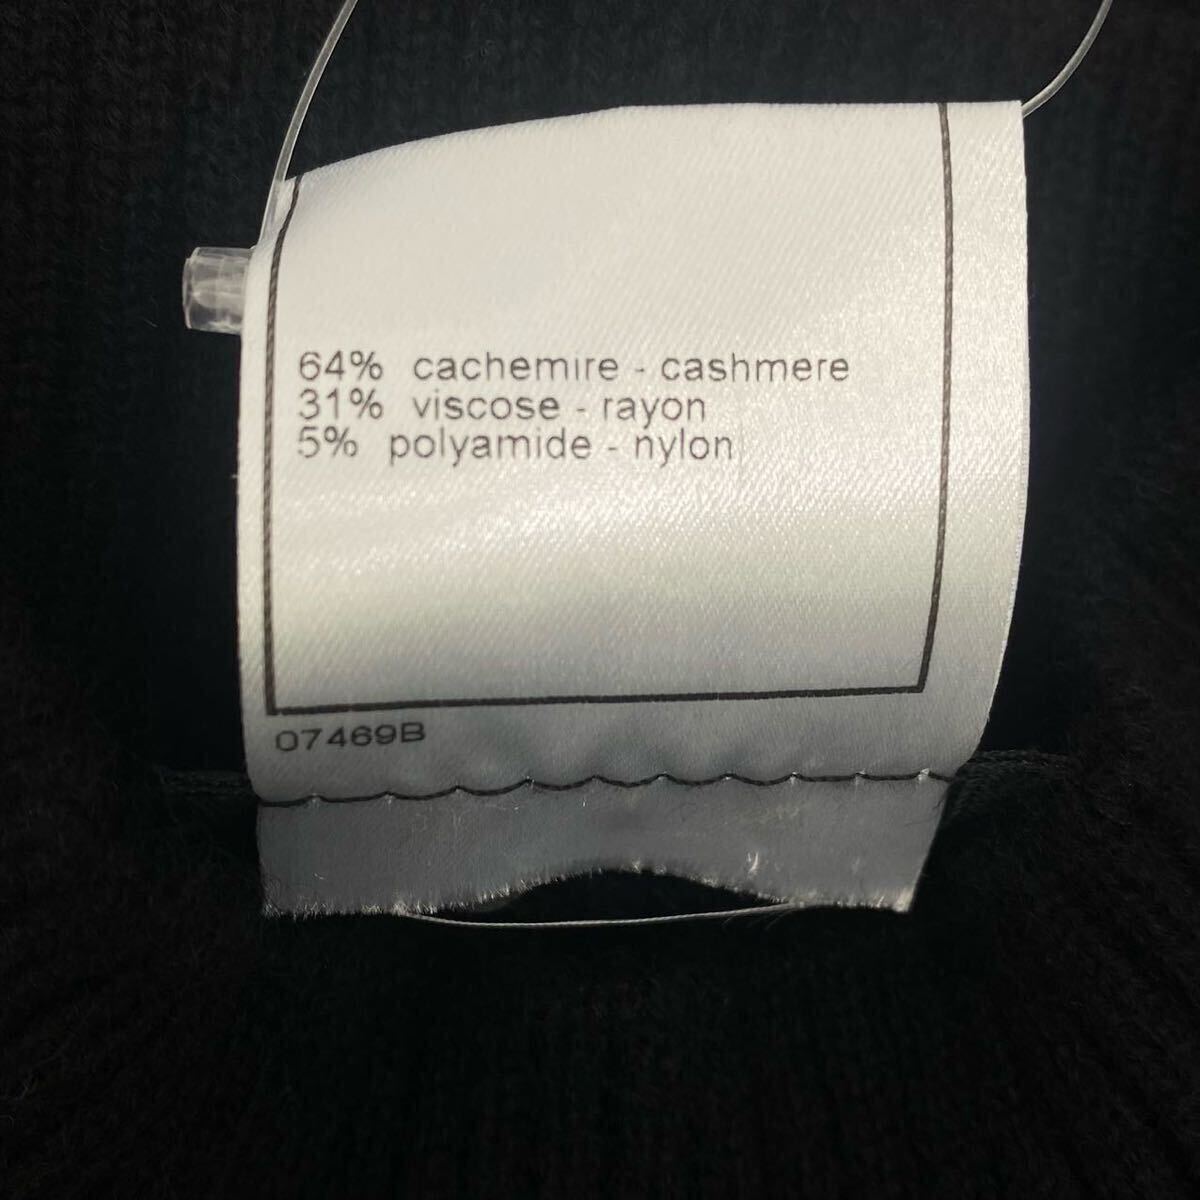 64% cachemire - cashmere
31% viscose - rayon
5% polyamide - nylon
07469B